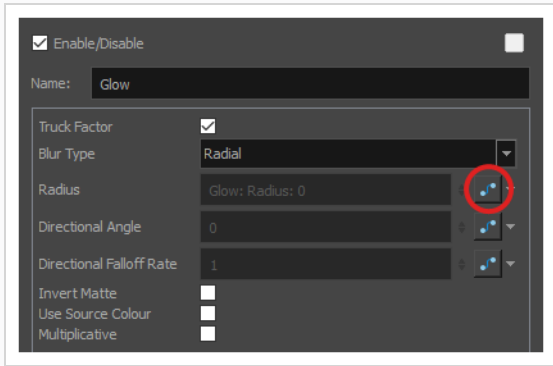 Enable/Disable
Name: Glow
Truck Factor
Blur Type Radial
Radius Glow: Radius: 0
Directional Angle 0
Directional Falloff Rate 1
Invert Matte
Use Source Colour
Multiplicative